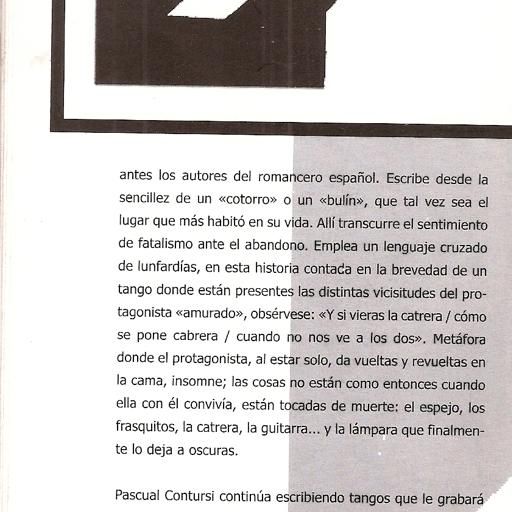 antes los autores del romancero español. Escribe desde la
sencillez de un «cotorro» o un «bulín», que tal vez sea el
lugar que más habitó en su vida. Allí transcurre el sentimiento
de fatalismo ante el abandono. Emplea un lenguaje cruzado
de lunfardías, en esta historia contada en la brevedad de un
tango donde están presentes las distintas vicisitudes del pro-
tagonista «amurado», obsérvese: «Y si vieras la catrera / cómo
se pone cabrera / cuando no nos ve a los dos». Metáfora
donde el protagonista, al estar solo, da vueltas y revueltas en
la cama, insomne; las cosas no están como entonces cuando
ella con él convivía, están tocadas de muerte: el espejo, los
frasquitos, la catrera, la guitarra... y la lámpara que finalmen-
te lo deja a oscuras.
Pascual Contursi continúa escribiendo tangos que le grabará